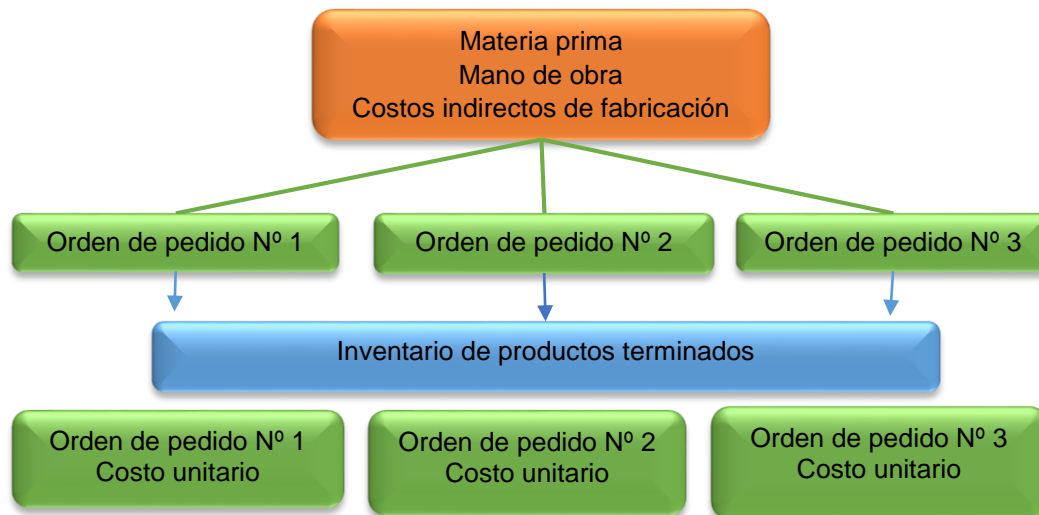 Materia prima
Mano de obra
Costos indirectos de fabricación
Orden de pedido Nº 1
Orden de pedido Nº 2
Orden de pedido Nº 3
Inventario de productos terminados
Orden de pedido Nº 1
Costo unitario
Orden de pedido Nº 2
Costo unitario
Orden de pedido Nº 3
Costo unitario